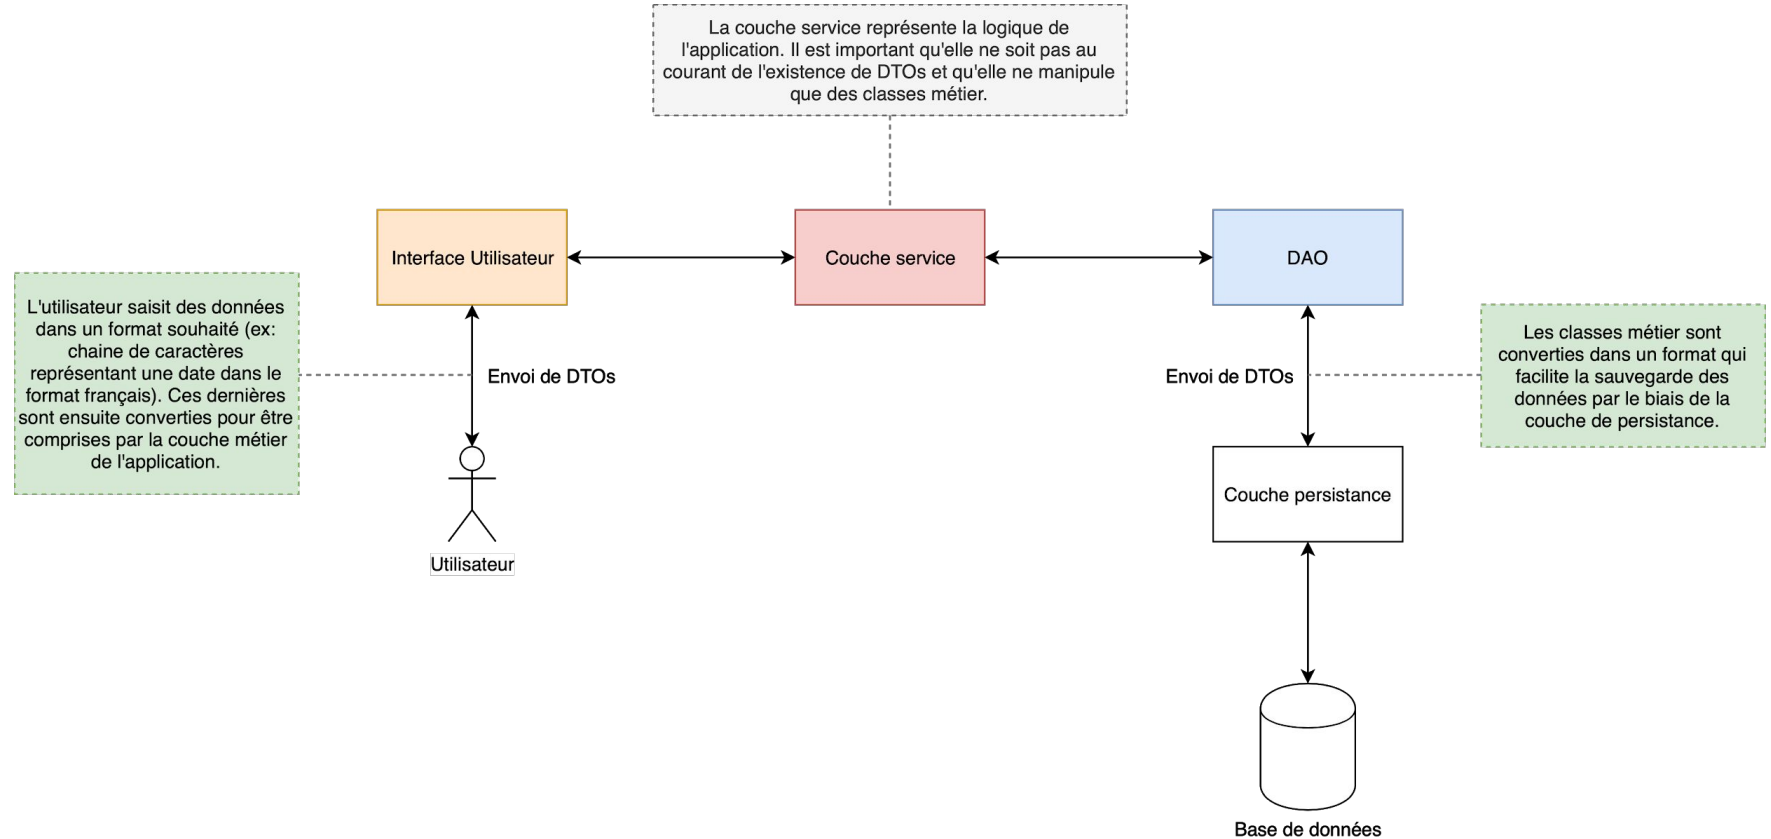 La couche service représente la logique de
l'application. Il est important qu'elle ne soit pas au
courant de l'existence de DTOs et qu'elle ne manipule
que des classes métier.
Interface Utilisateur
Couche service
DAO
L'utilisateur saisit des données
dans un format souhaité (ex:
chaine de caractères
représentant une date dans le
format français). Ces dernières
sont ensuite converties pour être
comprises par la couche métier
de l'application.
Envoi de DTOs
Envoi de DTOs
Les classes métier sont
converties dans un format qui
facilite la sauvegarde des
données par le biais de la
couche de persistance.
Couche persistance
Utilisateur
Base de données